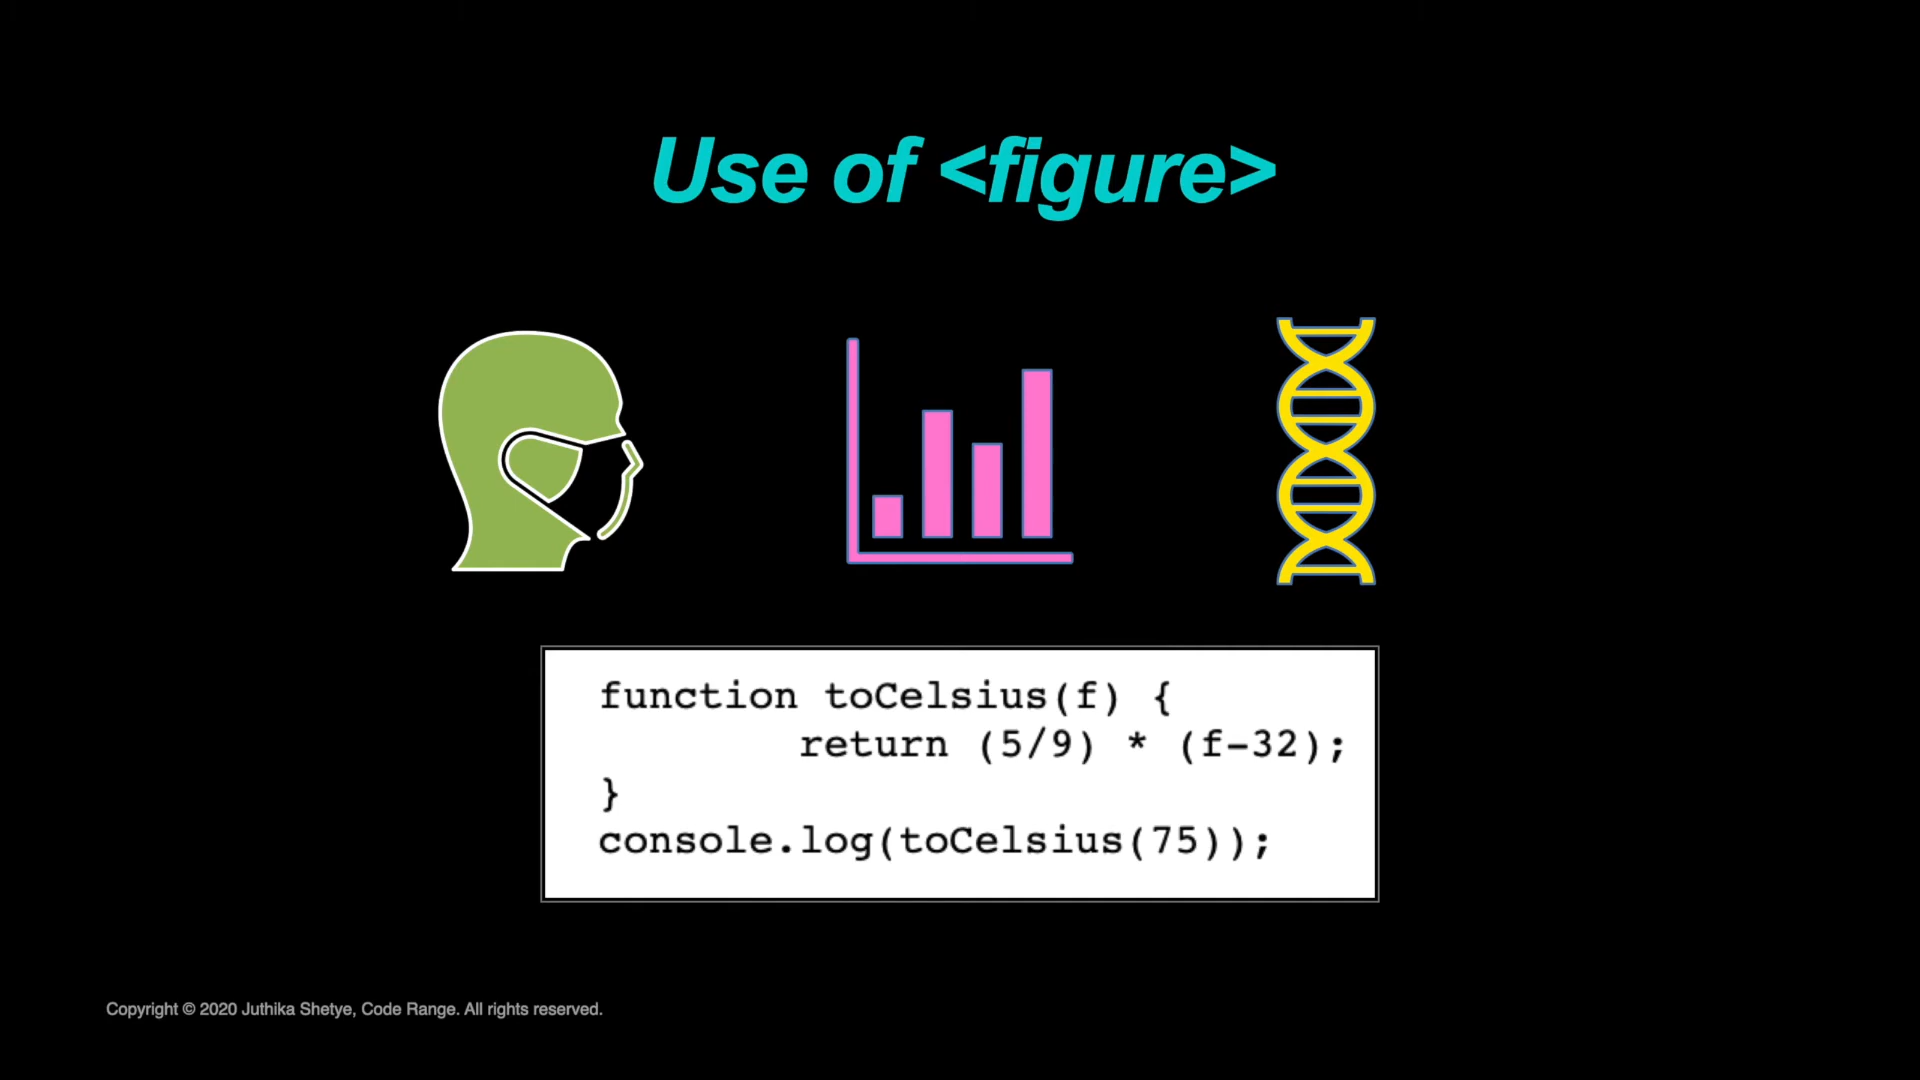 Use of <figure>
function toCelsius(f) {
return (5/9) * (f-32);
}
console.log(toCelsius(75));
Copyright © 2020 Juthika Shetye, Code Range. All rights reserved.